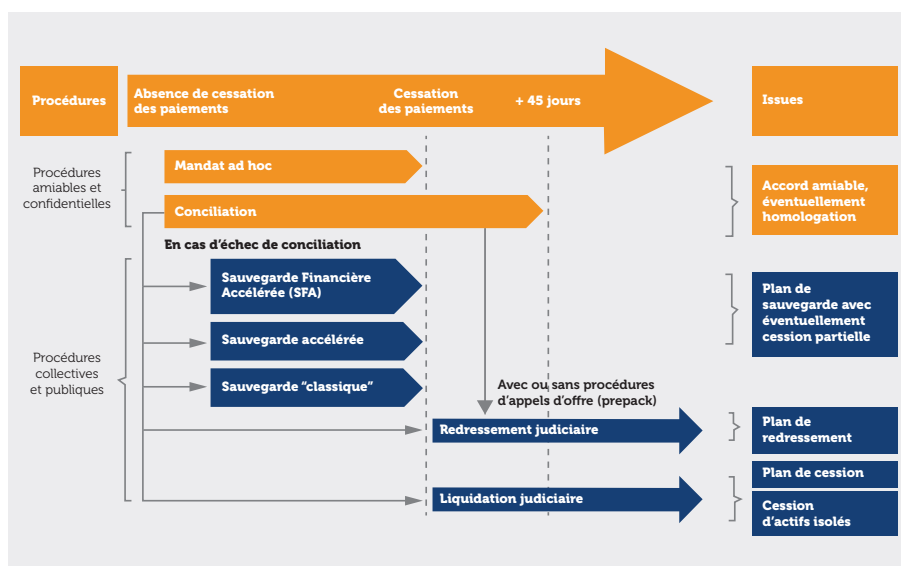 Procédures
Absence de cessation
des paiements
Cessation
des paiements
+ 45 jours
Issues
Procédures
amiables et
confidentielles
Mandat ad hoc
Conciliation
Accord amiable,
éventuellement
homologation
En cas d’échec de conciliation
Procédures
collectives
et publiques
Sauvegarde Financière
Accélérée (SFA)
Sauvegarde accélérée
Sauvegarde “classique”
Plan de
sauvegarde avec
éventuellement
cession partielle
Avec ou sans procédures
d’appels d’offre (prepack)
Redressement judiciaire
Plan de
redressement
Liquidation judiciaire
Plan de cession
Cession
d’actifs isolés